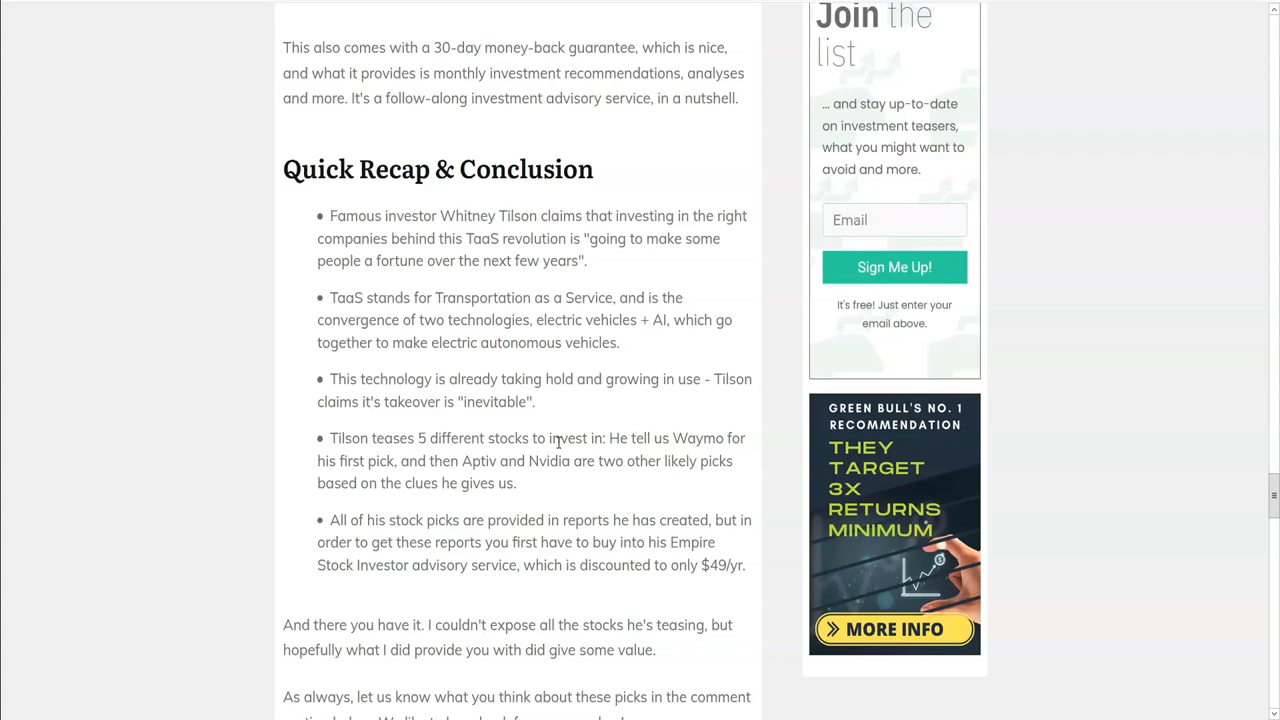 This also comes with a 30-day money-back guarantee, which is nice,
and what it provides is monthly investment recommendations, analyses
and more. It's a follow-along investment advisory service, in a nutshell.
Quick Recap & Conclusion
• Famous investor Whitney Tilson claims that investing in the right
companies behind this TaaS revolution is "going to make some
people a fortune over the next few years".
• TaaS stands for Transportation as a Service, and is the
convergence of two technologies, electric vehicles + AI, which go
together to make electric autonomous vehicles.
• This technology is already taking hold and growing in use - Tilson
claims it's takeover is "inevitable".
• Tilson teases 5 different stocks to invest in: He tell us Waymo for
his first pick, and then Aptiv and Nvidia are two other likely picks
based on the clues he gives us.
• All of his stock picks are provided in reports he has created, but in
order to get these reports you first have to buy into his Empire
Stock Investor advisory service, which is discounted to only $49/yr.
And there you have it. I couldn't expose all the stocks he's teasing, but
hopefully what I did provide you with did give some value.
As always, let us know what you think about these picks in the comment
Join the
list
... and stay up-to-date
on investment teasers,
what you might want to
avoid and more.
Email
Sign Me Up!
It's free! Just enter your
email above.
GREEN BULL'S NO. 1
RECOMMENDATION
THEY
TARGET
3X
RETURNS
MINIMUM
MORE INFO